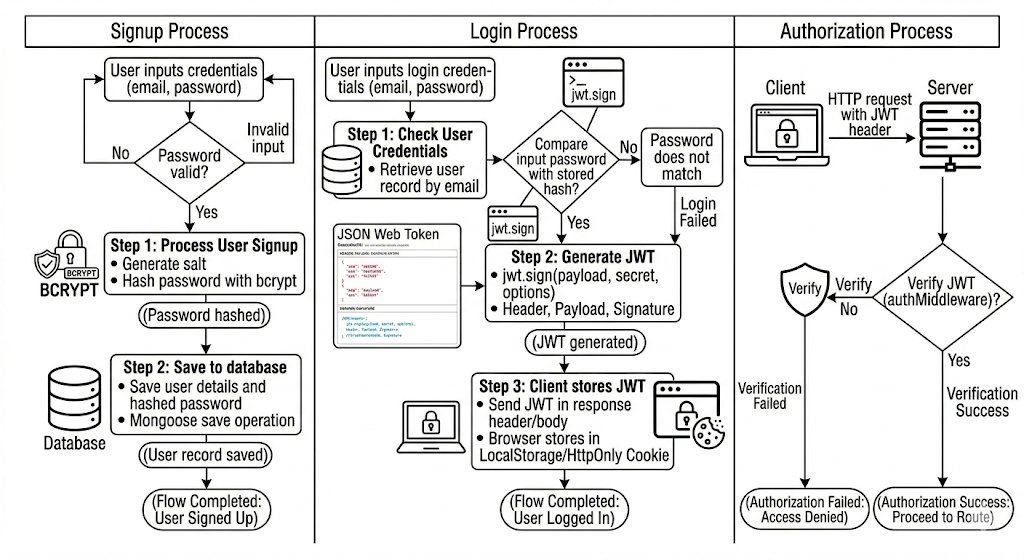 Signup Process
Login Process
Authorization Process
User inputs credentials
(email, password)
Invalid
input
No
Password
valid?
Yes
Step 1: Process User Signup
• Generate salt
• Hash password with bcrypt
BCRYPT
BCRYPT
(Password hashed)
Step 2: Save to database
• Save user details and
hashed password
• Mongoose save operation
Database
(User record saved)
(Flow Completed:
User Signed Up)
User inputs login creden-
tials (email, password)
>_
jwt.sign
Step 1: Check User
Credentials
• Retrieve user
record by email
Compare
input password
with stored
hash?
No
Password
does not
match
Login
Failed
jwt.sign
Yes
JSON Web Token
Step 2: Generate JWT
• jwt.sign(payload, secret,
options)
• Header, Payload, Signature
(JWT generated)
Step 3: Client stores JWT
• Send JWT in response
header/body
• Browser stores in
LocalStorage/HttpOnly Cookie
(Flow Completed:
User Logged In)
Client
HTTP request
with JWT
header
Server
Verify
Verify
No
Verify JWT
(authMiddleware)?
Yes
Verification
Failed
Verification
Success
(Authorization Failed:
Access Denied)
(Authorization Success:
Proceed to Route)